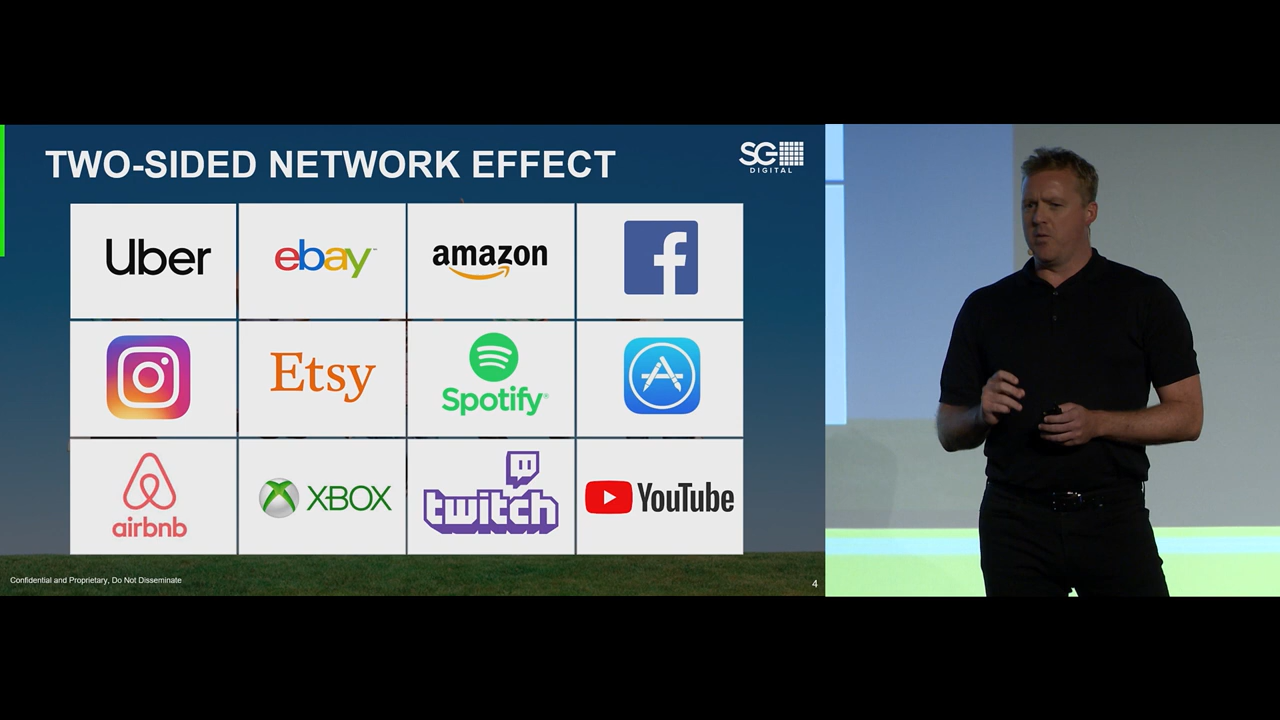 TWO-SIDED NETWORK EFFECT
SG
DIGITAL
Uber
ebay™
amazon
f
Etsy
Spotify®
airbnb
XBOX
twitch
YouTube
Confidential and Proprietary, Do Not Disseminate
4